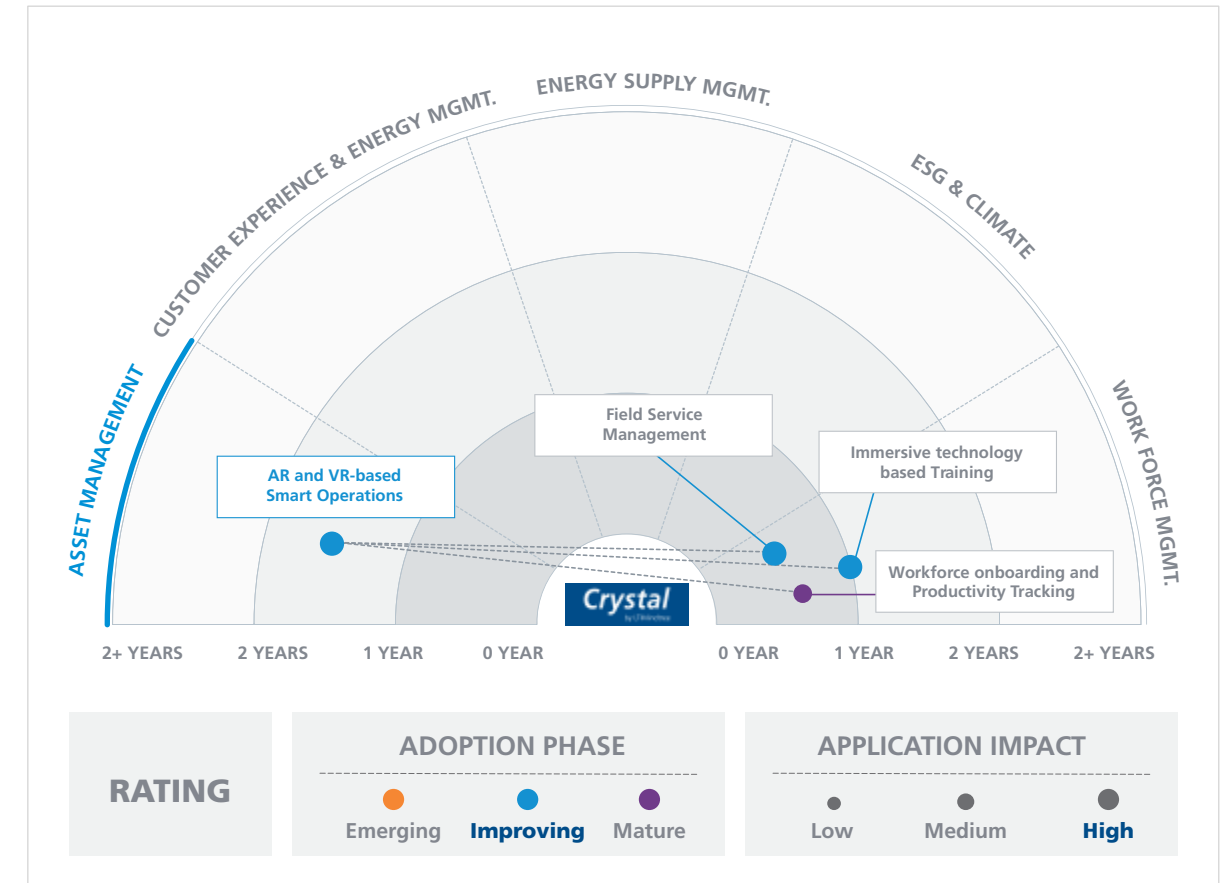 ENERGY SUPPLY MGMT.
CUSTOMER EXPERIENCE & ENERGY MGMT.
ESG & CLIMATE
ASSET MANAGEMENT
WORK FORCE MGMT.
Field Service
Management
Immersive technology
based Training
AR and VR-based
Smart Operations
Workforce onboarding and
Productivity Tracking
Crystal
2+ YEARS
2 YEARS
1 YEAR
0 YEAR
0 YEAR
1 YEAR
2 YEARS
2+ YEARS
RATING
ADOPTION PHASE
Emerging
Improving
Mature
APPLICATION IMPACT
Low
Medium
High